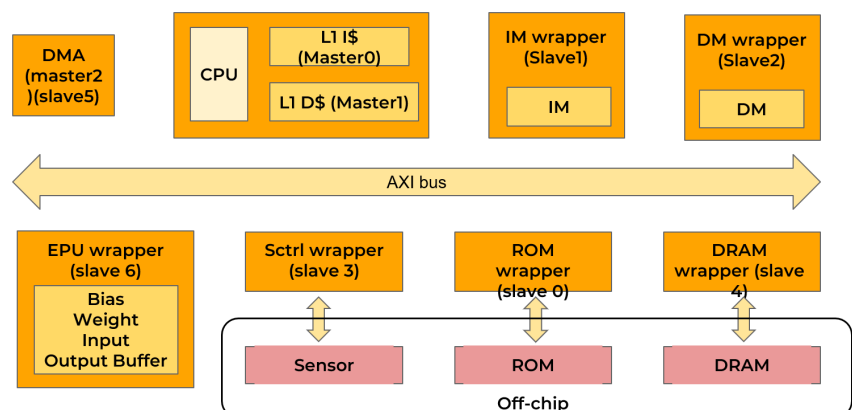 DMA
(master2
)(slave5)
CPU
L1 I$
(Master0)
L1 D$ (Master1)
IM wrapper
(Slave1)
IM
DM wrapper
(Slave2)
DM
AXI bus
EPU wrapper
(slave 6)
Bias
Weight
Input
Output Buffer
Sctrl wrapper
(slave 3)
ROM
wrapper
(slave 0)
DRAM
wrapper (slave
4)
Sensor
ROM
DRAM
Off-chip